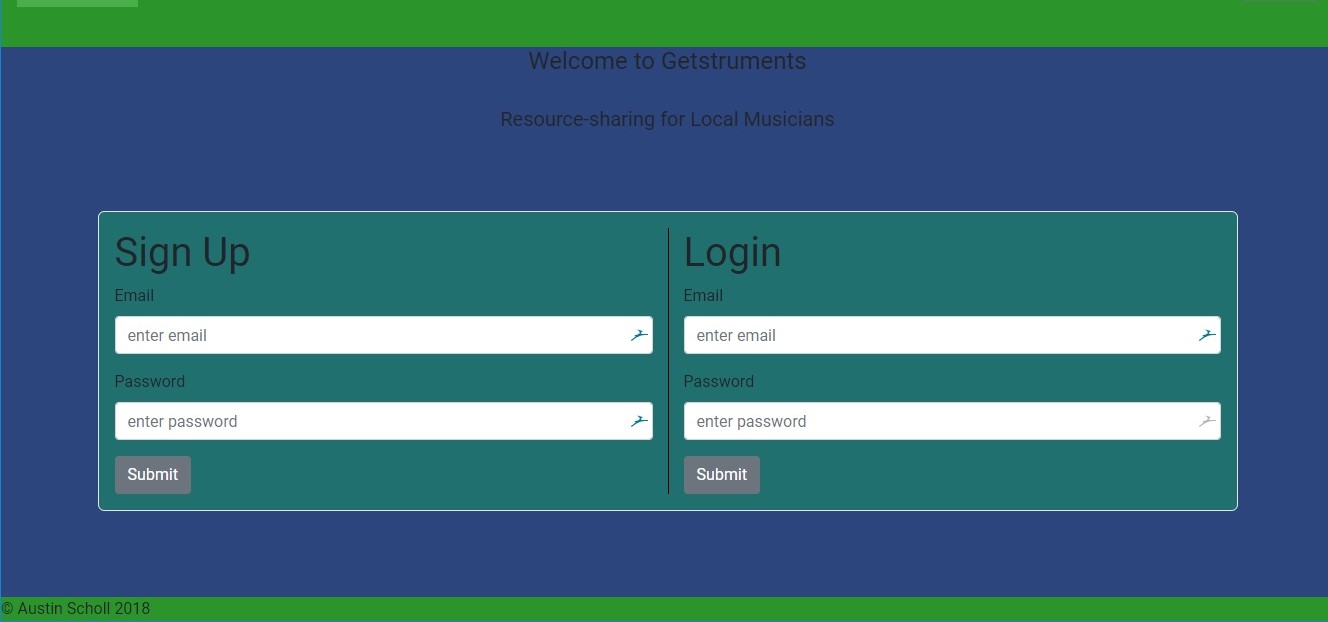 Welcome to Getstruments
Resource-sharing for Local Musicians
Sign Up
Email
enter email
Password
enter password
Submit
Login
Email
enter email
Password
enter password
Submit
© Austin Scholl 2018